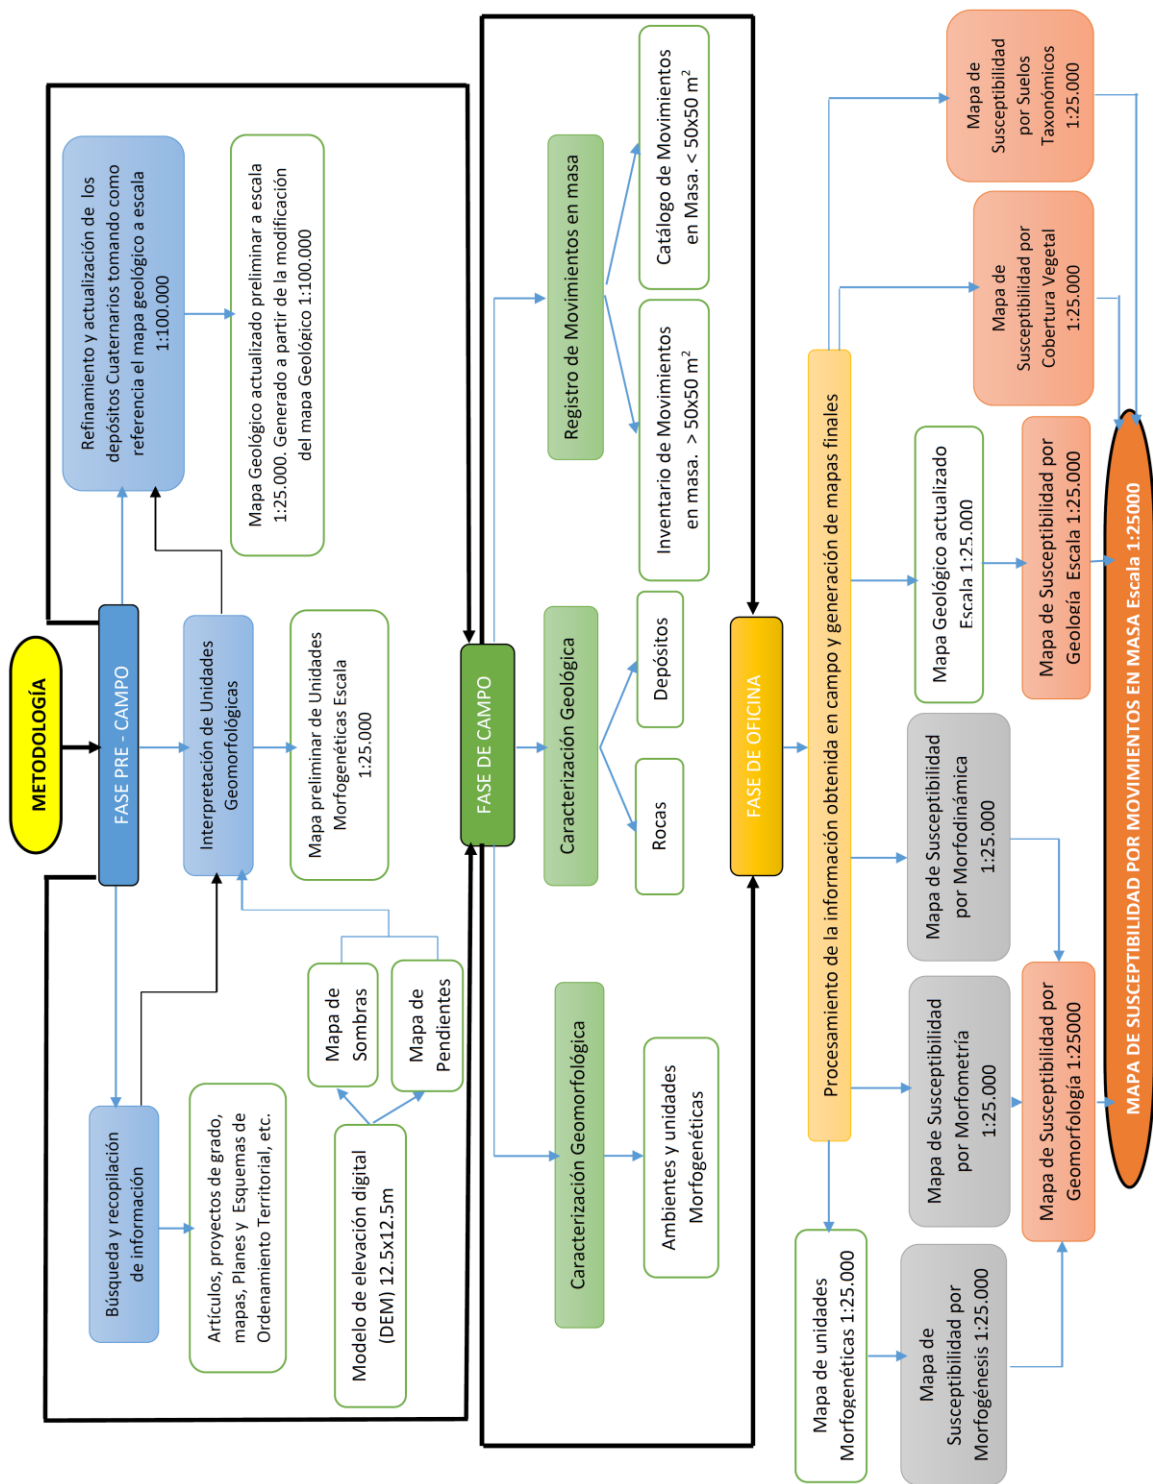 METODOLOGÍA
FASE PRE - CAMPO
Búsqueda y recopilación
de información
Artículos, proyectos de grado,
mapas, Planes y Esquemas de
Ordenamiento Territorial, etc.
Interpretación de Unidades
Geomorfológicas
Mapa preliminar de Unidades
Morfogenéticas Escala
1:25.000
Refinamiento y actualización de los
depósitos Cuaternarios tomando como
referencia el mapa geológico a escala
1:100.000
Mapa Geológico actualizado preliminar a escala
1:25.000. Generado a partir de la modificación
del mapa Geológico 1:100.000
Modelo de elevación digital
(DEM) 12.5x12.5m
Mapa de
Sombras
Mapa de
Pendientes
FASE DE CAMPO
Caracterización Geomorfológica
Ambientes y unidades
Morfogenéticas
Caracterización Geológica
Rocas
Depósitos
Registro de Movimientos en masa
Inventario de Movimientos
en masa. > 50x50 m²
Catálogo de Movimientos
en Masa. < 50x50 m²
FASE DE OFICINA
Procesamiento de la información obtenida en campo y generación de mapas finales
Mapa de unidades
Morfogenéticas 1:25.000
Mapa de
Susceptibilidad por
Morfogénesis 1:25.000
Mapa de Susceptibilidad
por Morfometría
1:25.000
Mapa de Susceptibilidad
por Morfodinámica
1:25.000
Mapa de Susceptibilidad por
Geomorfología 1:25000
Mapa Geológico actualizado
Escala 1:25.000
Mapa de Susceptibilidad por
Geología Escala 1:25.000
Mapa de
Susceptibilidad por
Cobertura Vegetal
1:25.000
Mapa de
Susceptibilidad
por Suelos
Taxonómicos
1:25.000
MAPA DE SUSCEPTIBILIDAD POR MOVIMIENTOS EN MASA Escala 1:25000